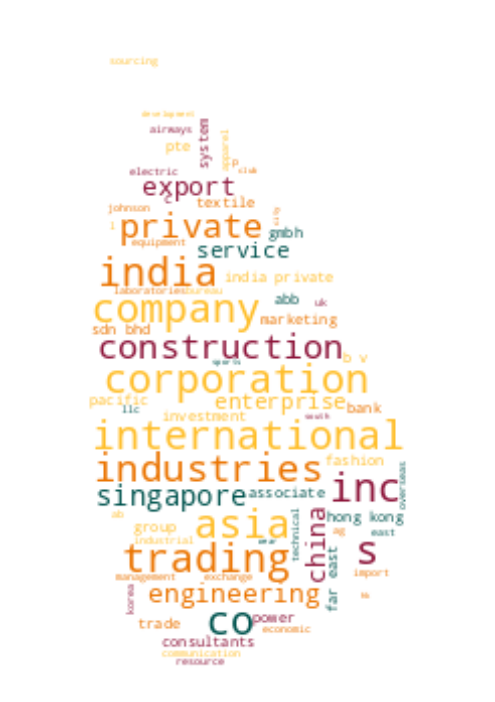 sourcing
development
airways
system
pte
apparel
p
electric
club
export
c
textile
johnson
city
i
private
gmbh
equipment
service
india
india private
laboratories
bureau
abb
uk
company
marketing
sdn bhd
construction
b v
sports
corporation
pacific
enterprise
llc
bank
investment
south
international
industries
fashion
overseas
inc
singapore
associate
ab
asia
china
hong kong
group
technical
ag
east
industrial
wear
s
trading
far east
management
exchange
import
korea
engineering
co
power
trade
economic
consultants
communication
resource